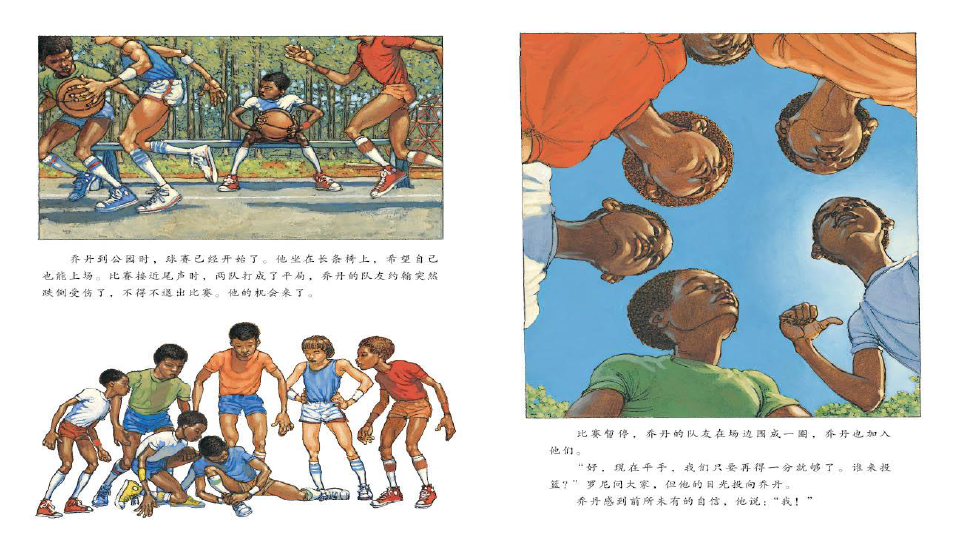 乔丹到公园时，球赛已经开始了。他坐在长条椅上，希望自己
也能上场。比赛接近尾声时，两队打成了平局，乔丹的队友约翰突然
跌倒受伤了，不得不退出比赛。他的机会来了。
比赛暂停，乔丹的队友在场边围成一圈，乔丹也加入
他们。
“好，现在平手，我们只要再得一分就够了。谁来投
篮？”罗尼问大家，但他的目光投向乔丹。
乔丹感到前所未有的自信，他说：“我！”